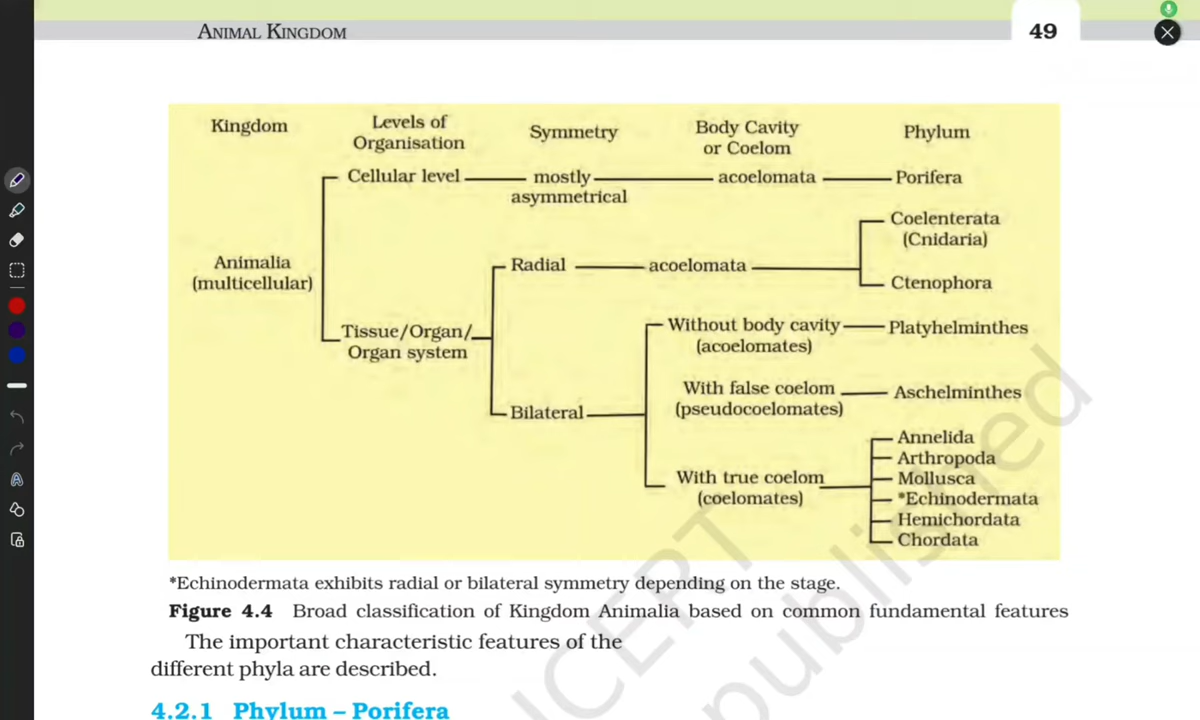 ANIMAL KINGDOM
49
Kingdom
Levels of
Organisation
Symmetry
Body Cavity
or Coelom
Phylum
Cellular level
mostly
asymmetrical
acoelomata
Porifera
Animalia
(multicellular)
Tissue/Organ/
Organ system
Radial
acoelomata
Coelenterata
(Cnidaria)
Ctenophora
Bilateral
Without body cavity
(acoelomates)
Platyhelminthes
With false coelom
(pseudocoelomates)
Aschelminthes
With true coelom
(coelomates)
Annelida
Arthropoda
Mollusca
*Echinodermata
Hemichordata
Chordata
*Echinodermata exhibits radial or bilateral symmetry depending on the stage.
Figure 4.4 Broad classification of Kingdom Animalia based on common fundamental features
The important characteristic features of the
different phyla are described.
4.2.1 Phylum – Porifera
NCERT
published